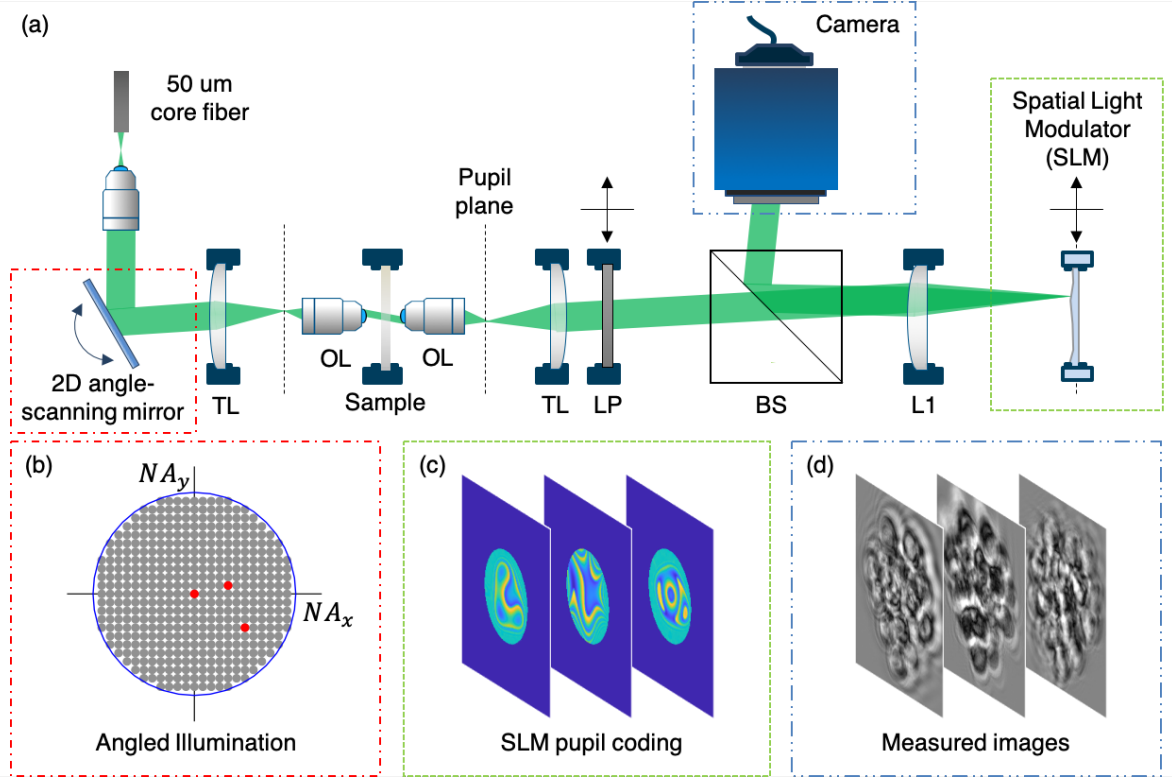 (a)
Camera
50 um
core fiber
Spatial Light
Modulator
(SLM)
Pupil
plane
OL
OL
2D angle-
scanning mirror
TL
Sample
TL
LP
BS
L1
(b)
NAy
NAx
Angled Illumination
(c)
SLM pupil coding
(d)
Measured images